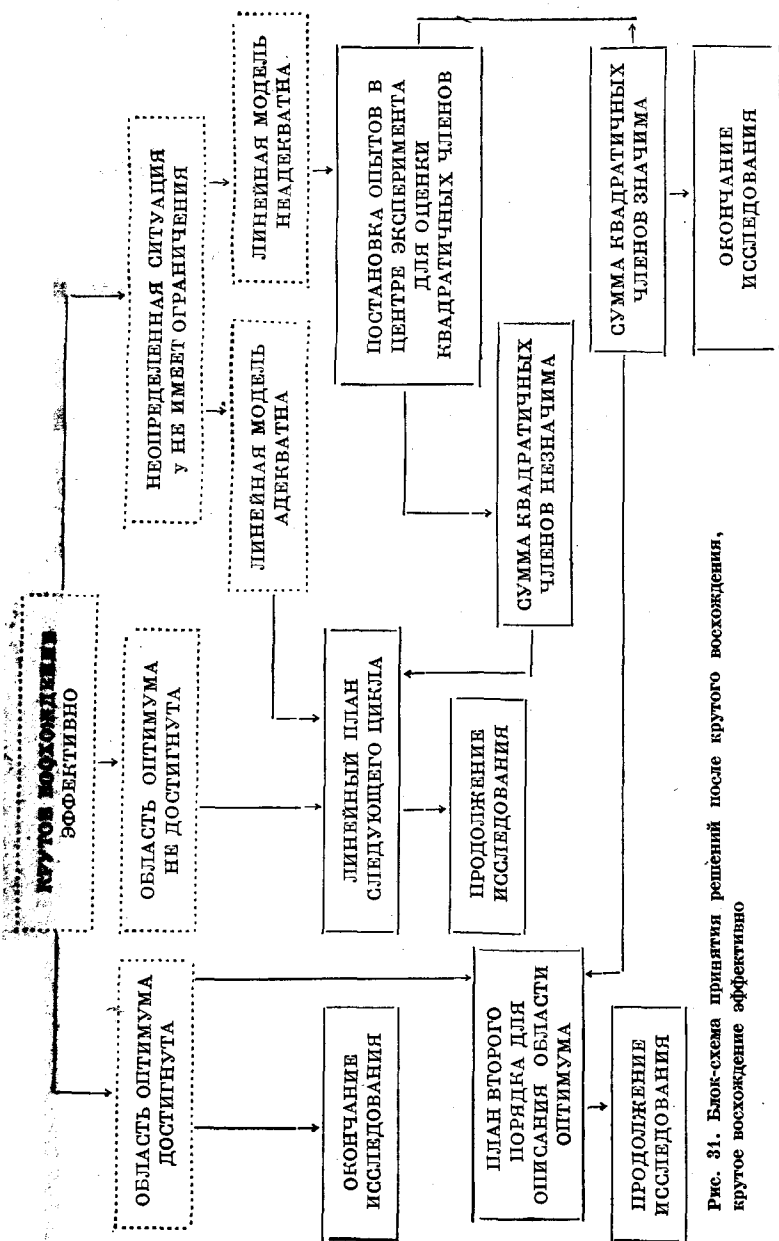 КРУТОЕ ВОСХОЖДЕНИЕ
ЭФФЕКТИВНО
ОБЛАСТЬ ОПТИМУМА
ДОСТИГНУТА
ОБЛАСТЬ ОПТИМУМА
НЕ ДОСТИГНУТА
НЕОПРЕДЕЛЕННАЯ СИТУАЦИЯ
y НЕ ИМЕЕТ ОГРАНИЧЕНИЯ
ЛИНЕЙНАЯ МОДЕЛЬ
АДЕКВАТНА
ЛИНЕЙНАЯ МОДЕЛЬ
НЕАДЕКВАТНА
ОКОНЧАНИЕ
ИССЛЕДОВАНИЯ
ЛИНЕЙНЫЙ ПЛАН
СЛЕДУЮЩЕГО ЦИКЛА
ПОСТАНОВКА ОПЫТОВ В
ЦЕНТРЕ ЭКСПЕРИМЕНТА
ДЛЯ ОЦЕНКИ
КВАДРАТИЧНЫХ ЧЛЕНОВ
ПЛАН ВТОРОГО
ПОРЯДКА ДЛЯ
ОПИСАНИЯ ОБЛАСТИ
ОПТИМУМА
ПРОДОЛЖЕНИЕ
ИССЛЕДОВАНИЯ
СУММА КВАДРАТИЧНЫХ
ЧЛЕНОВ НЕЗНАЧИМА
СУММА КВАДРАТИЧНЫХ
ЧЛЕНОВ ЗНАЧИМА
ПРОДОЛЖЕНИЕ
ИССЛЕДОВАНИЯ
ОКОНЧАНИЕ
ИССЛЕДОВАНИЯ
Рис. 31. Блок-схема принятия решений после крутого восхождения,
крутое восхождение эффективно